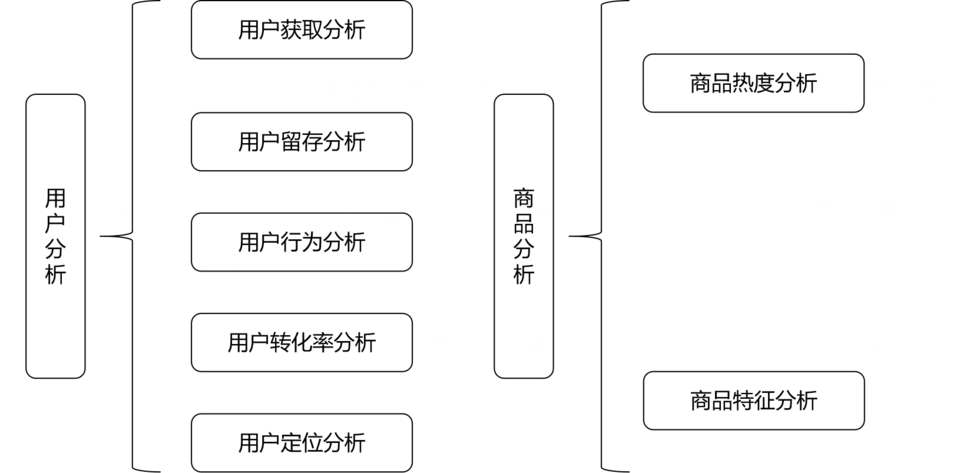 用户分析
用户获取分析
用户留存分析
用户行为分析
用户转化率分析
用户定位分析
商品分析
商品热度分析
商品特征分析